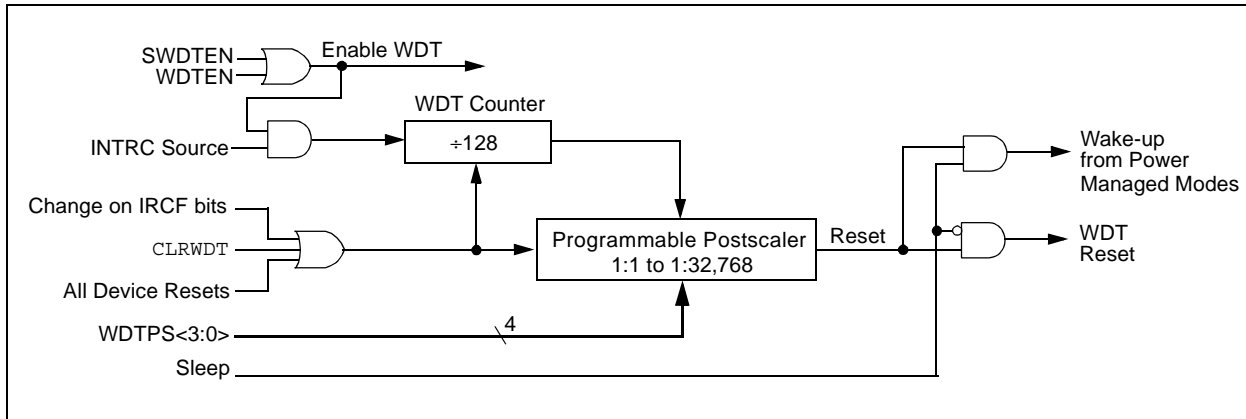 SWDTEN
WDTEN
Enable WDT
WDT Counter
÷128
INTRC Source
Wake-up
from Power
Managed Modes
Change on IRCF bits
CLRWDT
All Device Resets
Programmable Postscaler
1:1 to 1:32,768
Reset
WDT
Reset
WDTPS<3:0>
4
Sleep